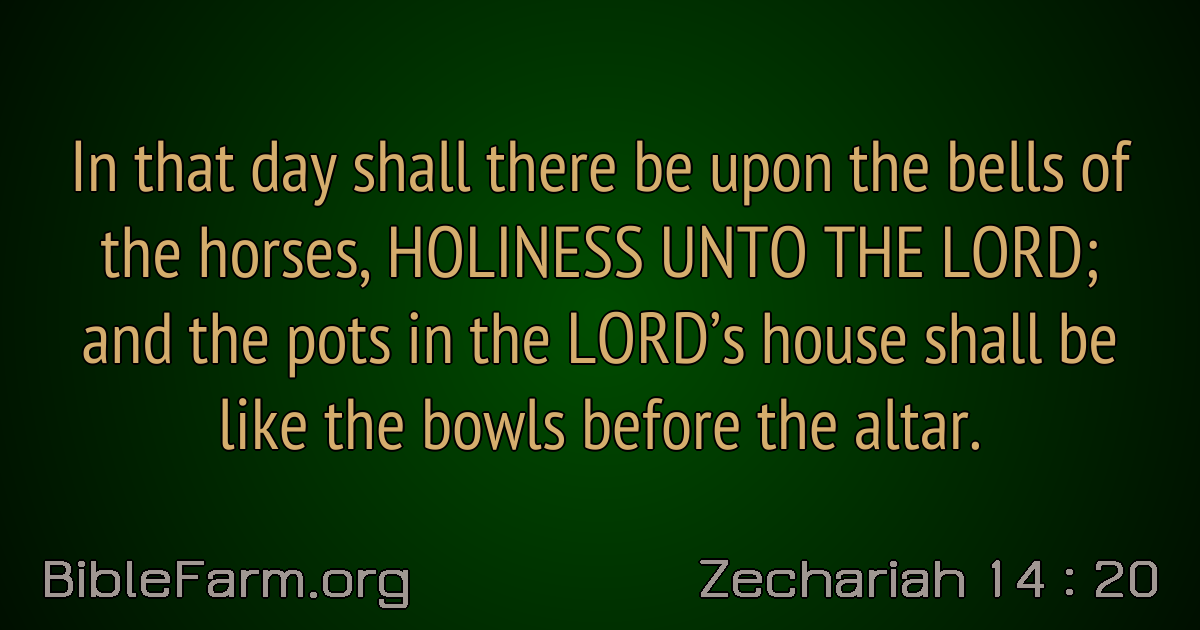 In that day shall there be upon the bells of
the horses, HOLINESS UNTO THE LORD;
and the pots in the LORD’s house shall be
like the bowls before the altar.
BibleFarm.org
Zechariah 14 : 20